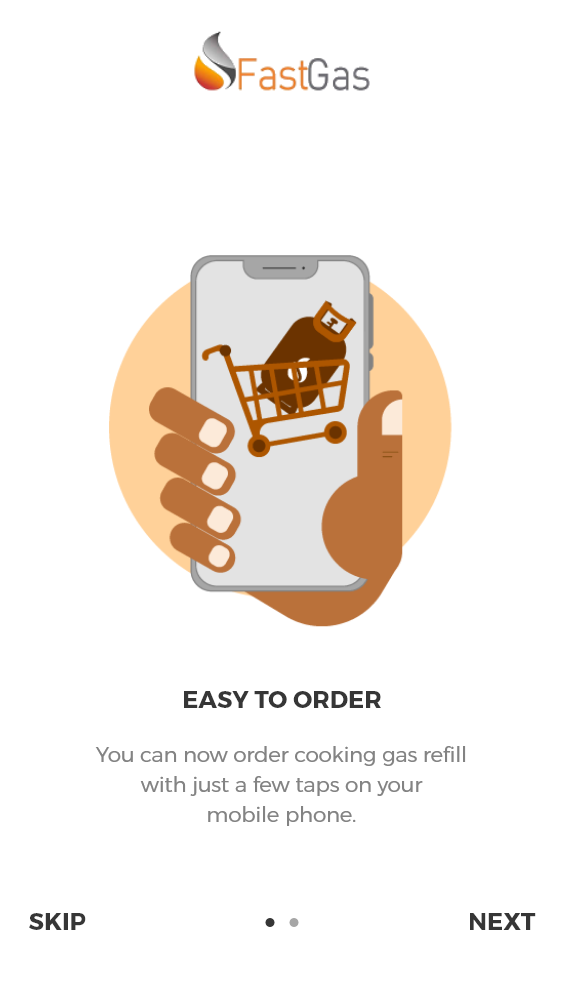 FastGas
EASY TO ORDER
You can now order cooking gas refill
with just a few taps on your
mobile phone.
SKIP
NEXT